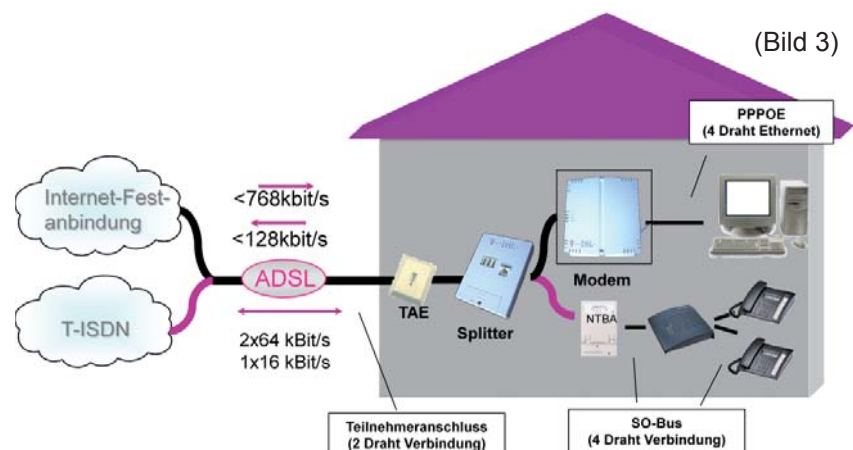 (Bild 3)
PPPOE
(4 Draht Ethernet)
Internet-Fest-
anbindung
<768kbit/s
<128kbit/s
ADSL
T-ISDN
2x64 kBit/s
1x16 kBit/s
TAE
Splitter
Modem
NTBA
Teilnehmeranschluss
(2 Draht Verbindung)
SO-Bus
(4 Draht Verbindung)